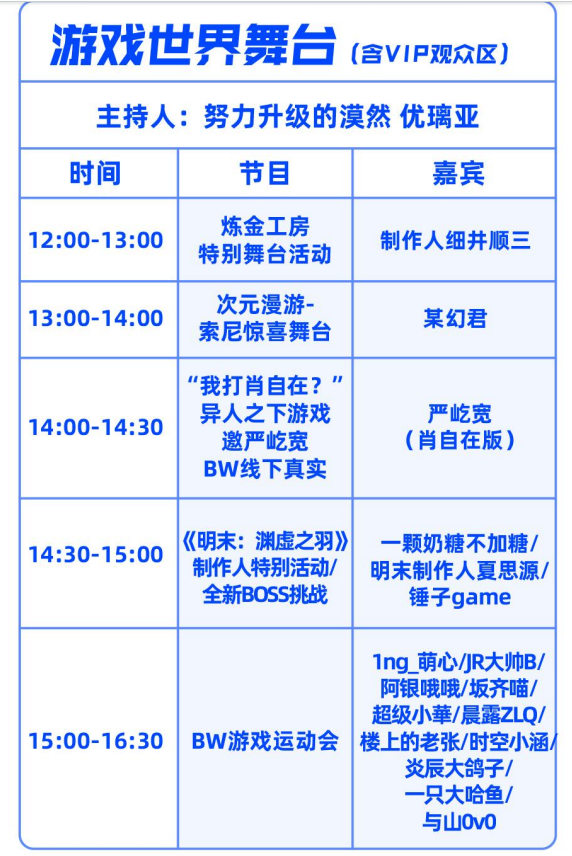 游戏世界舞台（含VIP观众区）
主持人：努力升级的漠然 优璃亚
时间 节目 嘉宾
12:00-13:00
炼金工房
特别舞台活动
制作人细井顺三
13:00-14:00
次元漫游-
索尼惊喜舞台
某幻君
14:00-14:30
“我打肖自在？”
异人之下游戏
邀严屹宽
BW线下真实
严屹宽
（肖自在版）
14:30-15:00
《明末：渊虚之羽》
制作人特别活动/
全新BOSS挑战
一颗奶糖不加糖/
明末制作人夏思源/
锤子game
15:00-16:30
BW游戏运动会
1ng_萌心/JR大帅B/
阿银哦哦/坂齐喵/
超级小華/晨露ZLQ/
楼上的老张/时空小涵/
炎辰大鸽子/
一只大哈鱼/
与山0v0